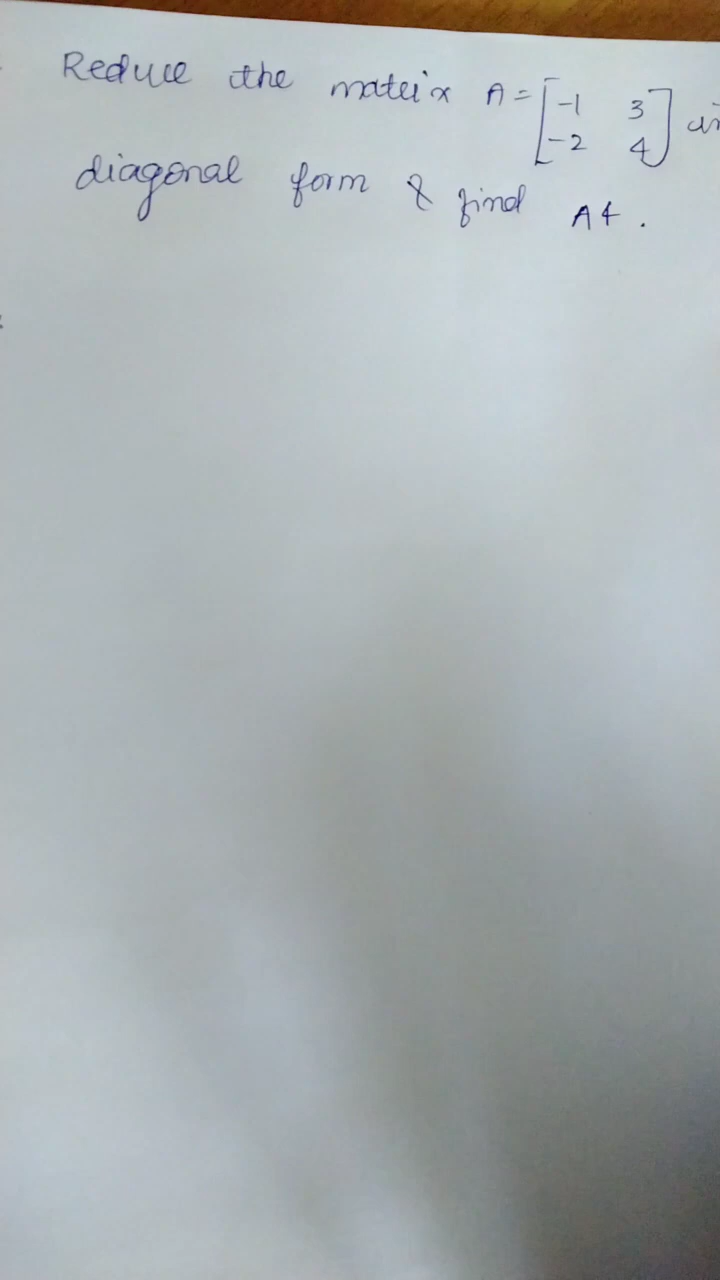 Reduce the matrix A = [-1 3
-2 4]
diagonal form & find A4.